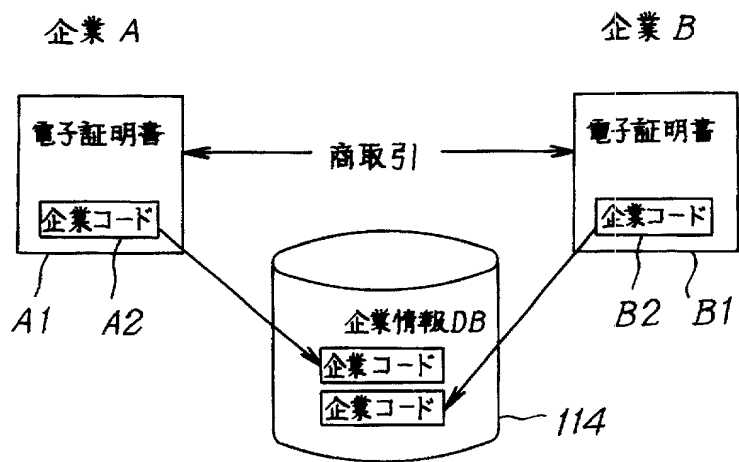 企業 A
企業 B
電子証明書
商取引
電子証明書
企業コード
企業コード
A1
A2
企業情報DB
B2
B1
企業コード
企業コード
114